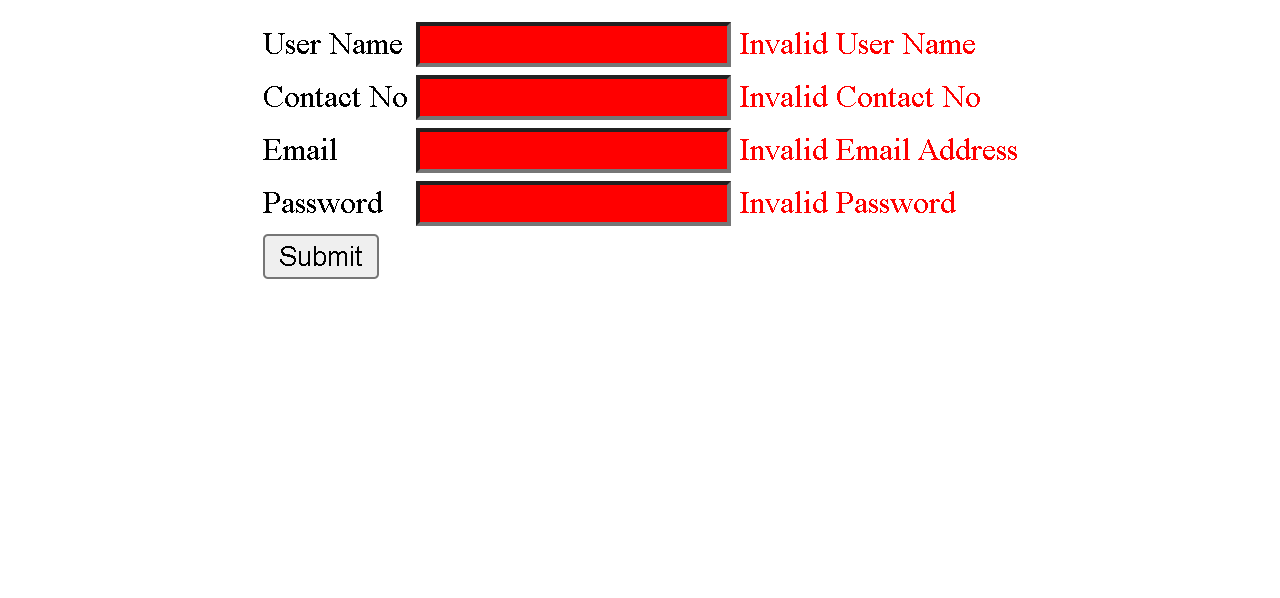 User Name Invalid User Name
Contact No Invalid Contact No
Email Invalid Email Address
Password Invalid Password
Submit